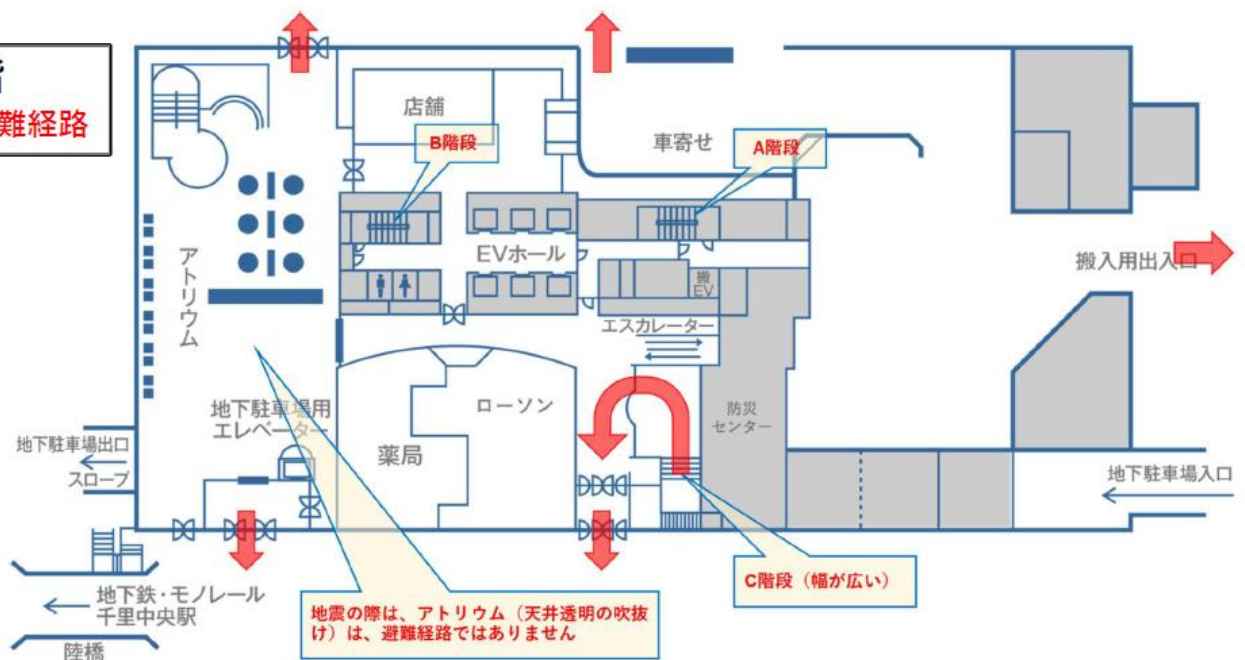 階
難経路
店舗
B階段
車寄せ
A階段
EVホール
搬入用出入口
アトリウム
搬
EV
エスカレーター
地下駐車場用
エレベーター
ローソン
防災
センター
薬局
地下駐車場出口
スロープ
地下駐車場入口
C階段（幅が広い）
地下鉄・モノレール
千里中央駅
地震の際は、アトリウム（天井透明の吹抜
け）は、避難経路ではありません
陸橋